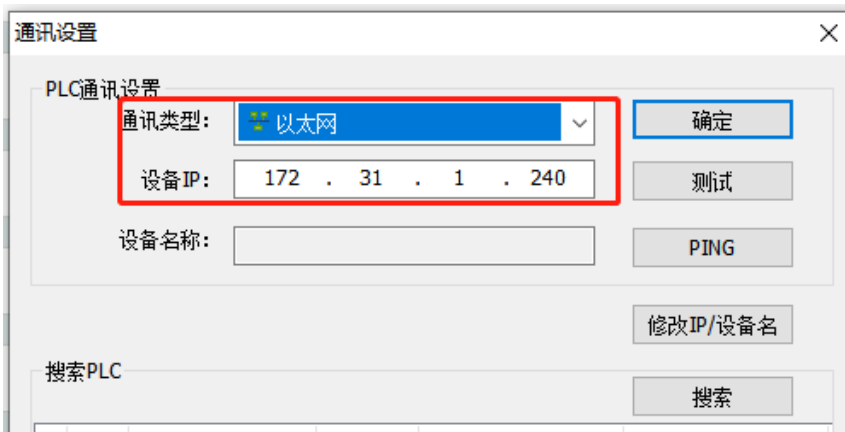 通讯设置
PLC通讯设置
通讯类型: 以太网 确定
设备IP: 172 . 31 . 1 . 240 测试
设备名称: PING
修改IP/设备名
搜索PLC
搜索